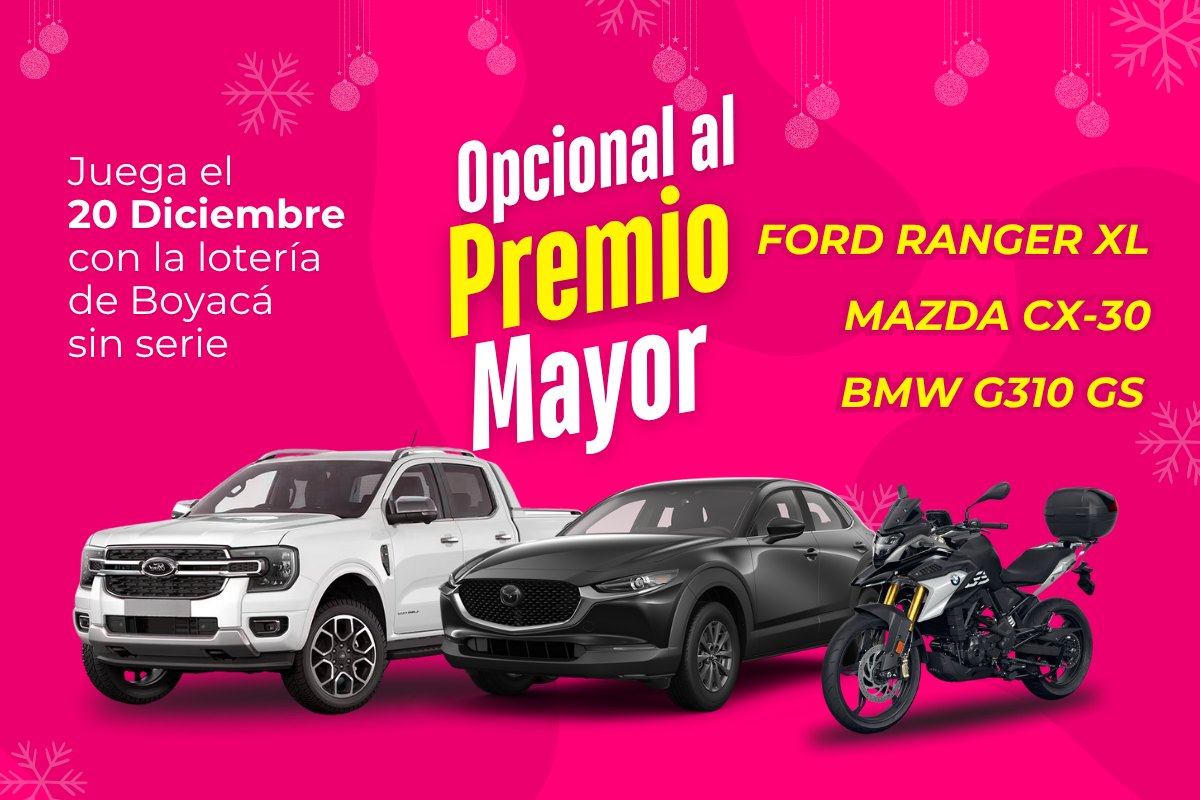 Juega el
20 Diciembre
con la lotería
de Boyacá
sin serie
Opcional al
Premio
Mayor
FORD RANGER XL
MAZDA CX-30
BMW G310 GS